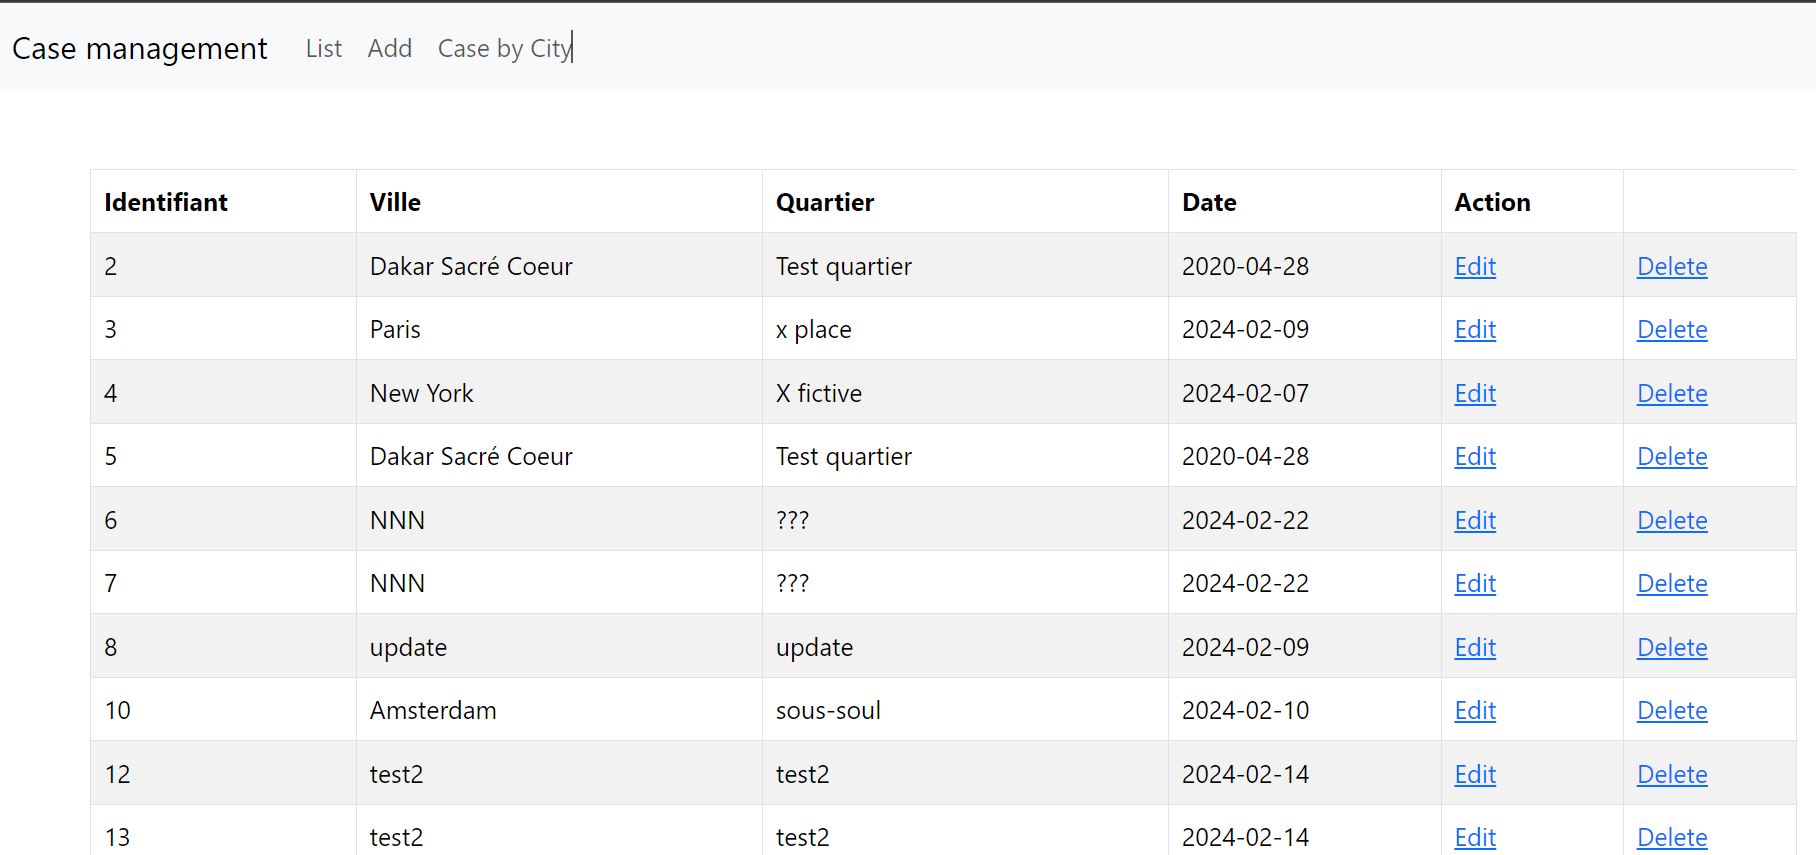 Case management List Add Case by City
Identifiant Ville Quartier Date Action
2 Dakar Sacré Coeur Test quartier 2020-04-28 Edit Delete
3 Paris x place 2024-02-09 Edit Delete
4 New York X fictive 2024-02-07 Edit Delete
5 Dakar Sacré Coeur Test quartier 2020-04-28 Edit Delete
6 NNN ??? 2024-02-22 Edit Delete
7 NNN ??? 2024-02-22 Edit Delete
8 update update 2024-02-09 Edit Delete
10 Amsterdam sous-soul 2024-02-10 Edit Delete
12 test2 test2 2024-02-14 Edit Delete
13 test2 test2 2024-02-14 Edit Delete